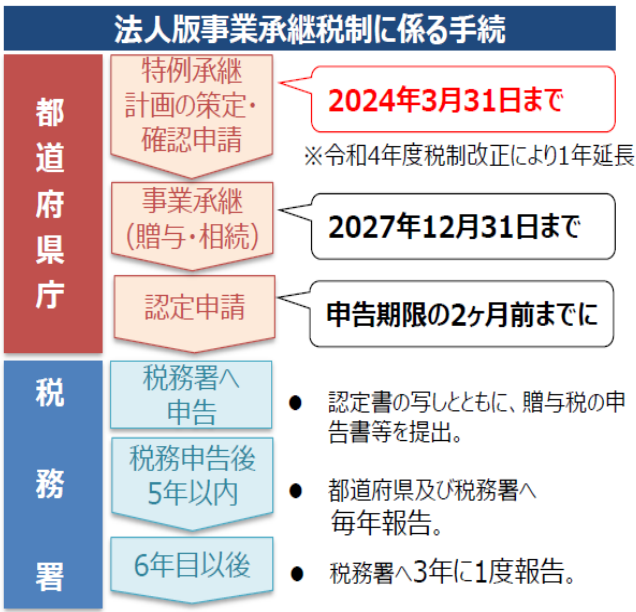 法人版事業承継税制に係る手続
都道府県庁
特例承継
計画の策定・
確認申請
2024年3月31日まで
※令和4年度税制改正により1年延長
事業承継
(贈与・相続)
2027年12月31日まで
認定申請
申告期限の2ヶ月前までに
税務署
税務署へ
申告
● 認定書の写しとともに、贈与税の申
告書等を提出。
税務申告後
5年以内
● 都道府県及び税務署へ
毎年報告。
6年目以後
● 税務署へ3年に1度報告。